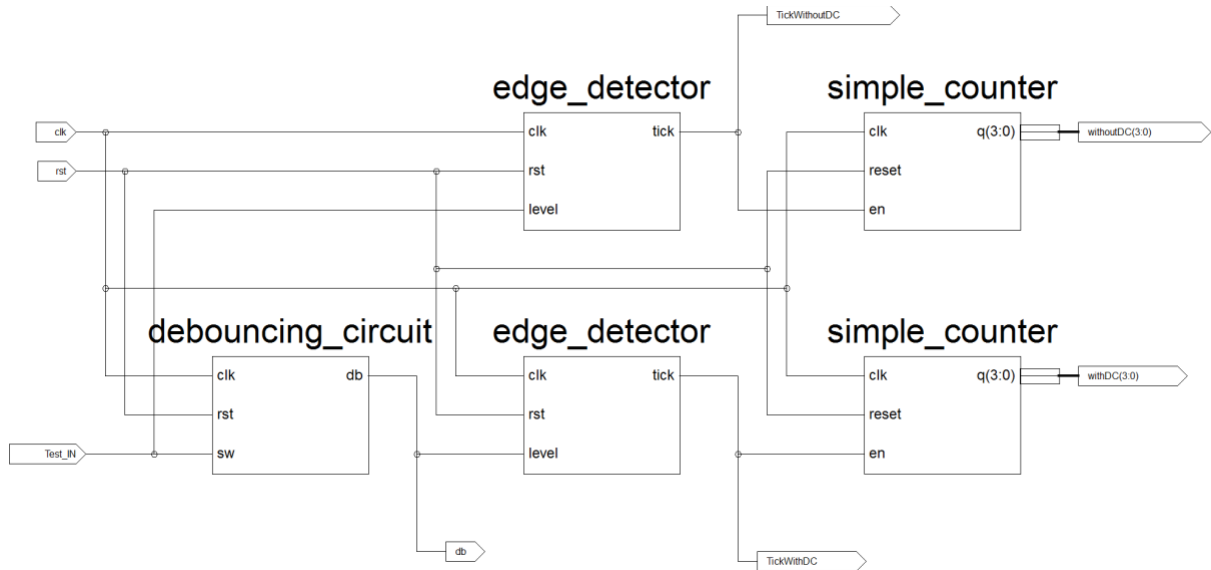 TickWithoutDC
edge_detector
simple_counter
clk
clk
tick
clk
q(3:0)
withoutDC(3:0)
rst
rst
reset
level
en
debouncing_circuit
edge_detector
simple_counter
clk
db
clk
tick
clk
q(3:0)
withDC(3:0)
rst
rst
reset
Test_IN
sw
level
en
db
TickWithDC